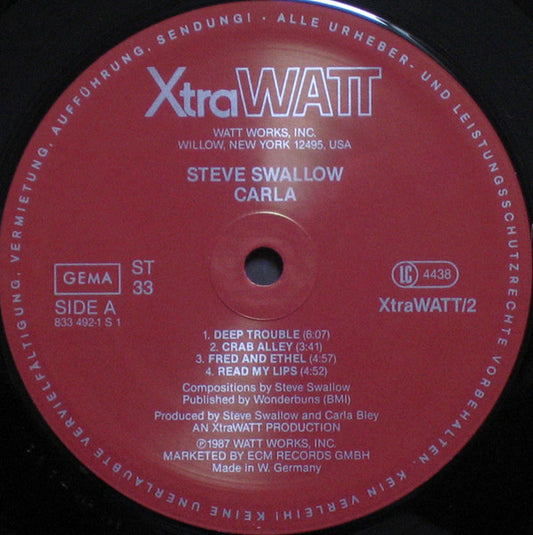 XtraWATT
WATT WORKS, INC.
WILLOW, NEW YORK 12495, USA
STEVE SWALLOW
CARLA
GEMA
ST
33
SIDE A
833 492-1 S 1
LC 4438
XtraWATT/2
1. DEEP TROUBLE (6:07)
2. CRAB ALLEY (3:41)
3. FRED AND ETHEL (4:57)
4. READ MY LIPS (4:52)
Compositions by Steve Swallow
Published by Wonderbuns (BMI)
Produced by Steve Swallow and Carla Bley
AN XtraWATT PRODUCTION
Ⓟ1987 WATT WORKS, INC.
MARKETED BY ECM RECORDS GMBH
Made in W. Germany
ALLE URHEBER- UND LEISTUNGSSCHUTZRECHTE VORBEHALTEN. KEIN VERLEIH! KEINE UNERLAUBTE VERVIELFÄLTIGUNG, VERMIETUNG, AUFFÜHRUNG, SENDUNG! ·